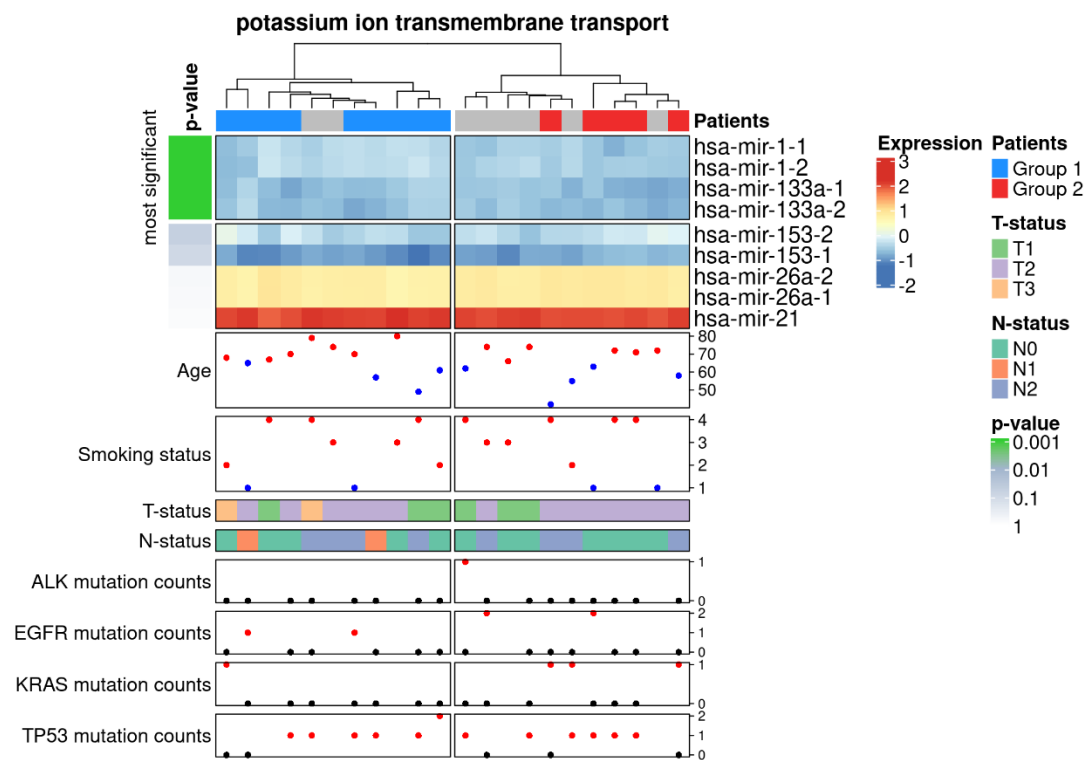 potassium ion transmembrane transport
most significant
p-value
Patients
hsa-mir-1-1
hsa-mir-1-2
hsa-mir-133a-1
hsa-mir-133a-2
hsa-mir-153-2
hsa-mir-153-1
hsa-mir-26a-2
hsa-mir-26a-1
hsa-mir-21
Age
80
70
60
50
Smoking status
4
3
2
1
T-status
N-status
ALK mutation counts
1
0
EGFR mutation counts
2
1
0
KRAS mutation counts
1
0
TP53 mutation counts
2
1
0
Expression
3
2
1
0
-1
-2
Patients
Group 1
Group 2
T-status
T1
T2
T3
N-status
N0
N1
N2
p-value
0.001
0.01
0.1
1